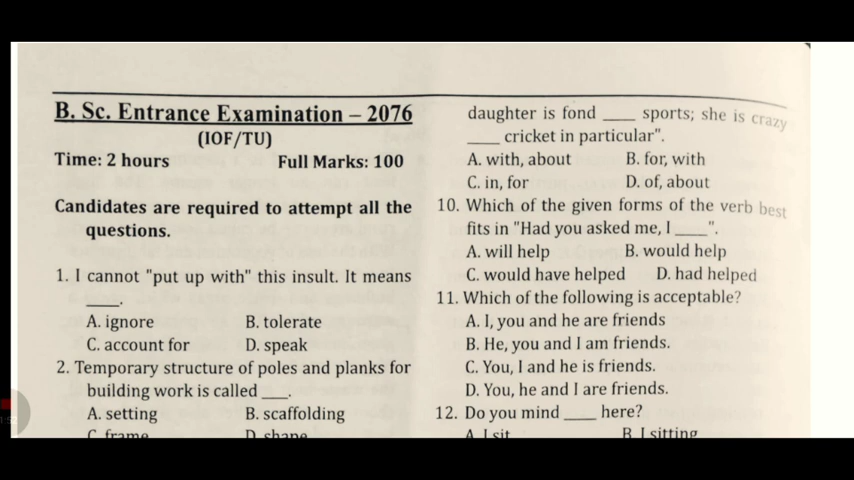 B. Sc. Entrance Examination – 2076
(IOF/TU)
Time: 2 hours Full Marks: 100
Candidates are required to attempt all the
questions.
1. I cannot "put up with" this insult. It means
____.
A. ignore B. tolerate
C. account for D. speak
2. Temporary structure of poles and planks for
building work is called ___.
A. setting B. scaffolding
C. frame D. shape
daughter is fond ____ sports; she is crazy
____ cricket in particular".
A. with, about B. for, with
C. in, for D. of, about
10. Which of the given forms of the verb best
fits in "Had you asked me, I ____".
A. will help B. would help
C. would have helped D. had helped
11. Which of the following is acceptable?
A. I, you and he are friends
B. He, you and I am friends.
C. You, I and he is friends.
D. You, he and I are friends.
12. Do you mind ____ here?
A. I sit B. I sitting